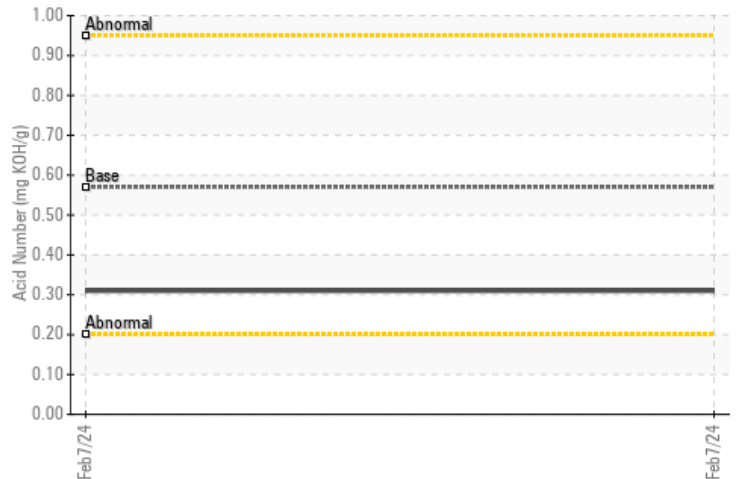 Acid Number (mg KOH/g)
1.00
0.90
0.80
0.70
0.60
0.50
0.40
0.30
0.20
0.10
0.00
Abnormal
Base
Abnormal
Feb7/24
Feb7/24